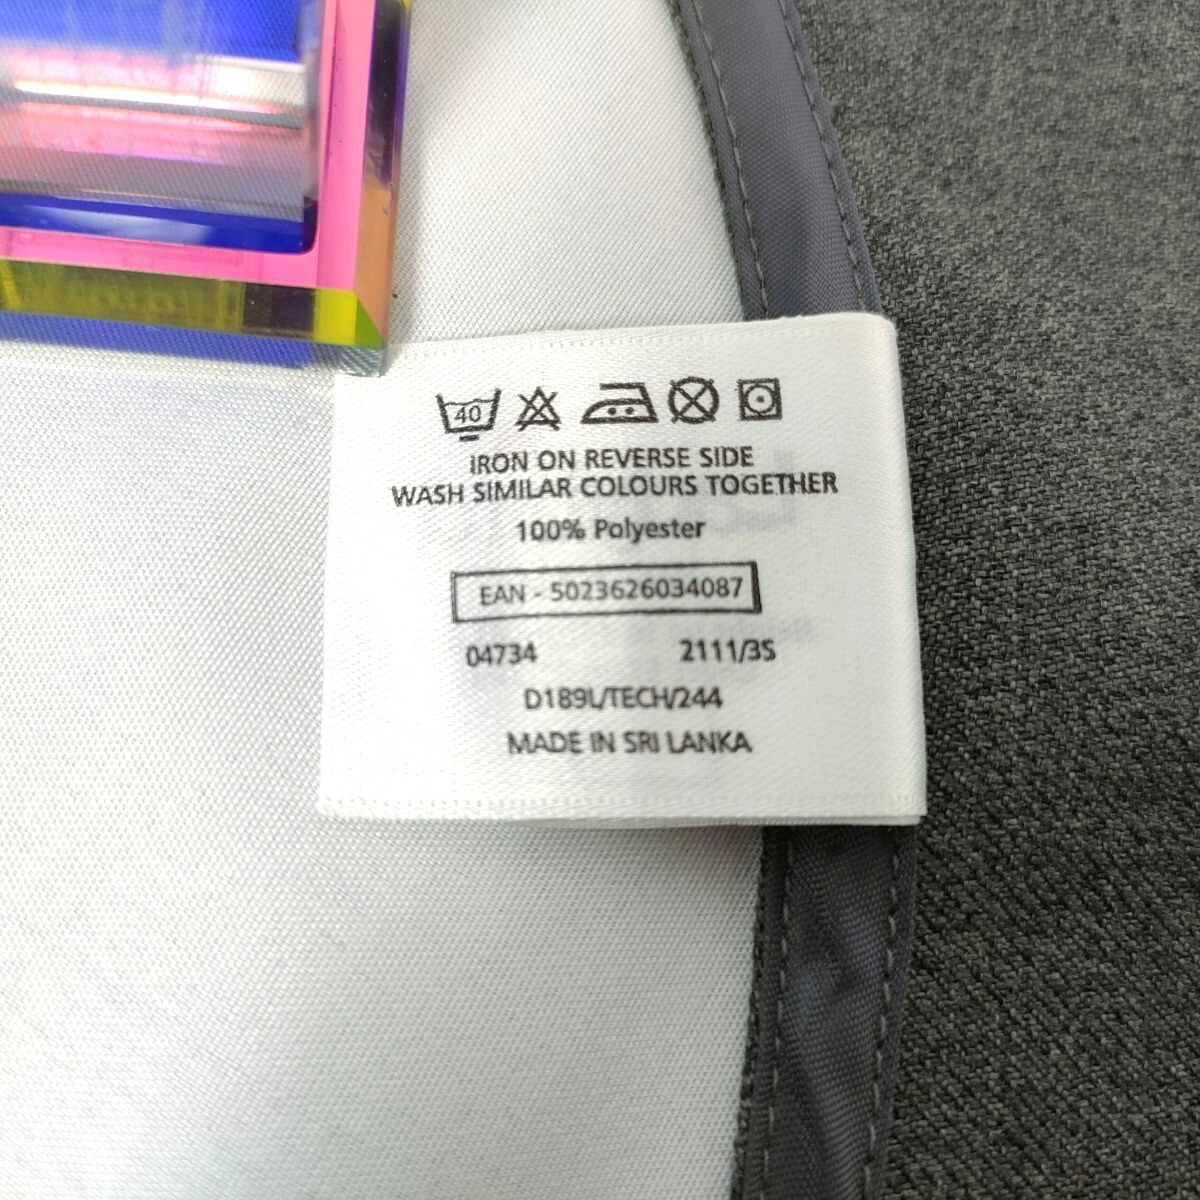 40
IRON ON REVERSE SIDE
WASH SIMILAR COLOURS TOGETHER
100% Polyester
EAN - 5023626034087
04734 2111/3S
D189L/TECH/244
MADE IN SRI LANKA